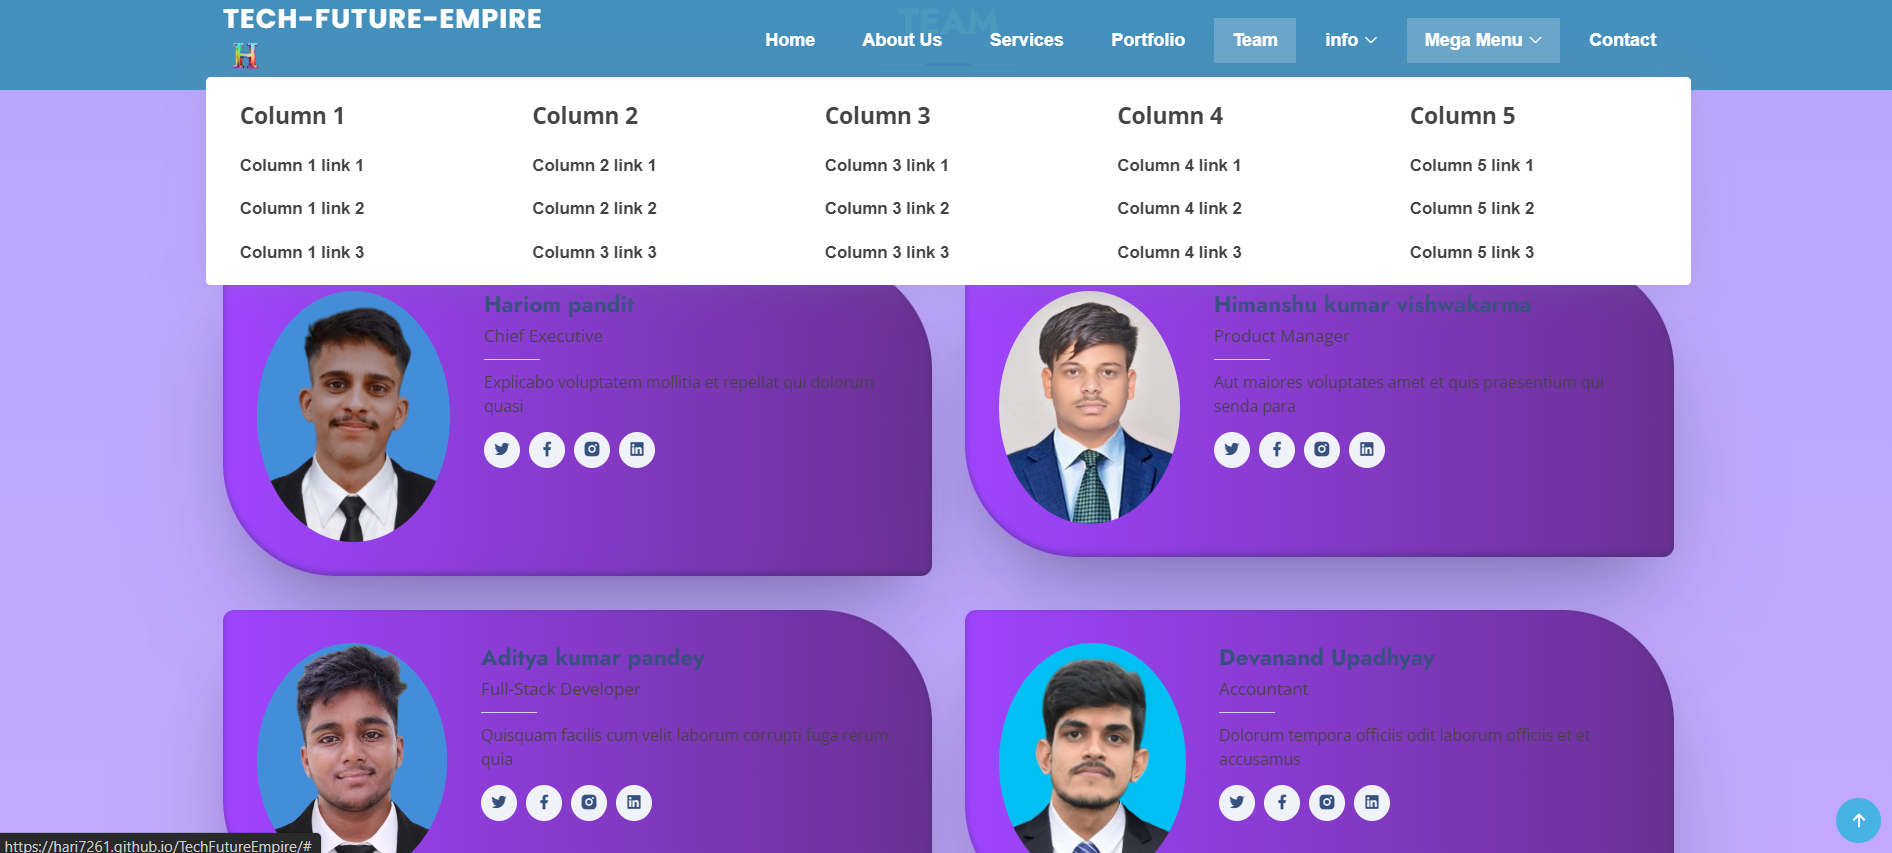 TECH-FUTURE-EMPIRE
H
TEAM
Home About Us Services Portfolio Team info Mega Menu Contact
Column 1 Column 2 Column 3 Column 4 Column 5
Column 1 link 1 Column 2 link 1 Column 3 link 1 Column 4 link 1 Column 5 link 1
Column 1 link 2 Column 2 link 2 Column 3 link 2 Column 4 link 2 Column 5 link 2
Column 1 link 3 Column 3 link 3 Column 3 link 3 Column 4 link 3 Column 5 link 3
Hariom pandit
Chief Executive
Explicabo voluptatem mollitia et repellat qui dolorum
quasi
Himanshu kumar vishwakarma
Product Manager
Aut maiores voluptates amet et quis praesentium qui
senda para
Aditya kumar pandey
Full-Stack Developer
Quisquam facilis cum velit laborum corrupti fuga rerum
quia
Devanand Upadhyay
Accountant
Dolorum tempora officiis odit laborum officiis et et
accusamus
https://hari7261.github.io/TechFutureEmpire/#